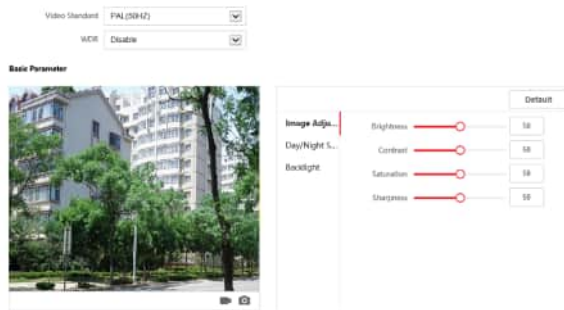 Video Standard PAL(50HZ)
WDR Disable
Basic Parameter
Default
Image Adjus...
Brightness 50
Day/Night S...
Contrast 50
Backlight
Saturation 50
Sharpness 50